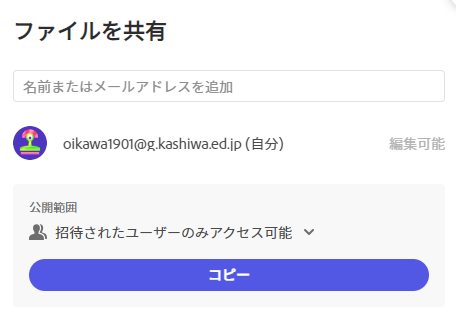 ファイルを共有
名前またはメールアドレスを追加
oikawa1901@g.kashiwa.ed.jp (自分)
編集可能
公開範囲
招待されたユーザーのみアクセス可能
コピー